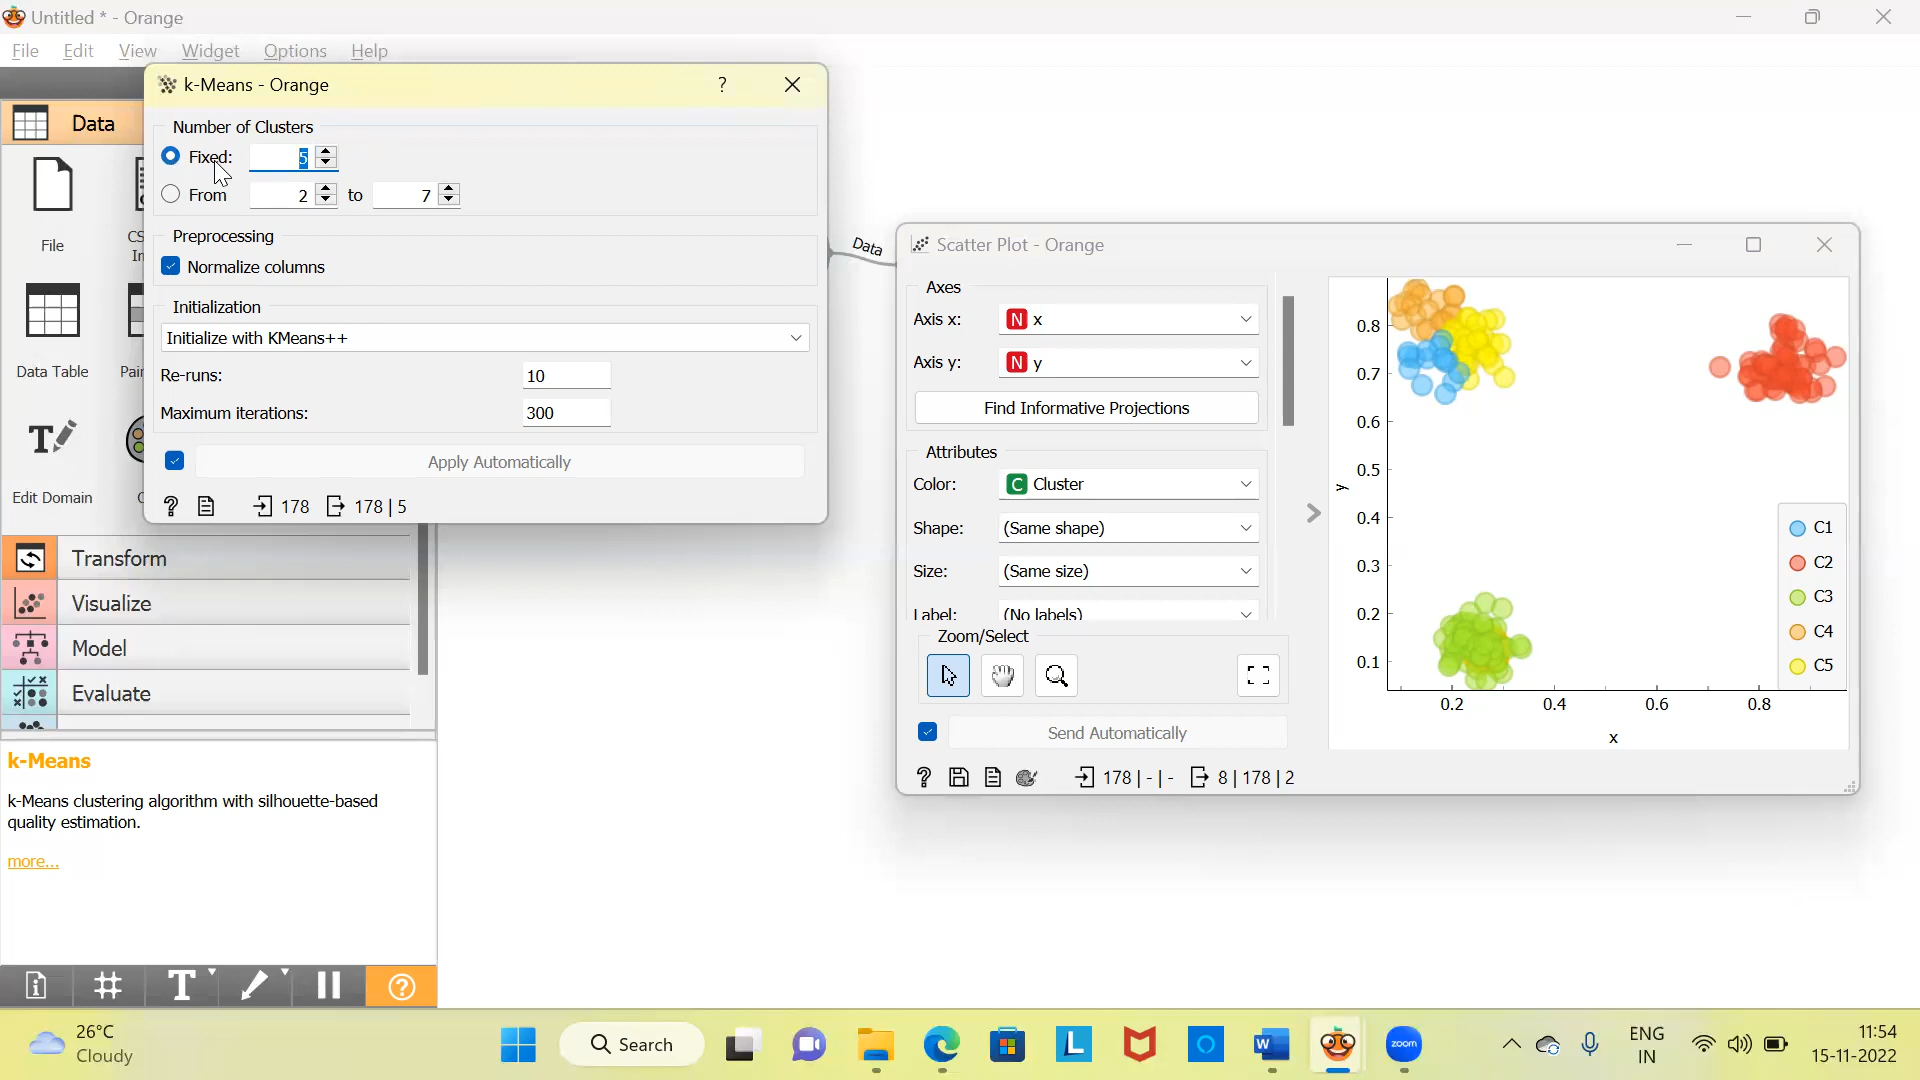 Untitled * - Orange
File Edit View Widget Options Help
k-Means - Orange
?
Data
Number of Clusters
Fixed: 5
From 2 to 7
File
Preprocessing
Normalize columns
Initialization
Initialize with KMeans++
Data Table
Re-runs: 10
Maximum iterations: 300
Apply Automatically
Edit Domain
178 178 | 5
Transform
Visualize
Model
Evaluate
k-Means
k-Means clustering algorithm with silhouette-based
quality estimation.
more...
Data
Scatter Plot - Orange
Axes
Axis x: N x
Axis y: N y
Find Informative Projections
Attributes
Color: C Cluster
Shape: (Same shape)
Size: (Same size)
Label: (No labels)
Zoom/Select
Send Automatically
178 | - | - 8 | 178 | 2
0.8
0.7
0.6
0.5
0.4
0.3
0.2
0.1
y
0.2 0.4 0.6 0.8
x
C1
C2
C3
C4
C5
26°C
Cloudy
Search
zoom
ENG
IN
11:54
15-11-2022